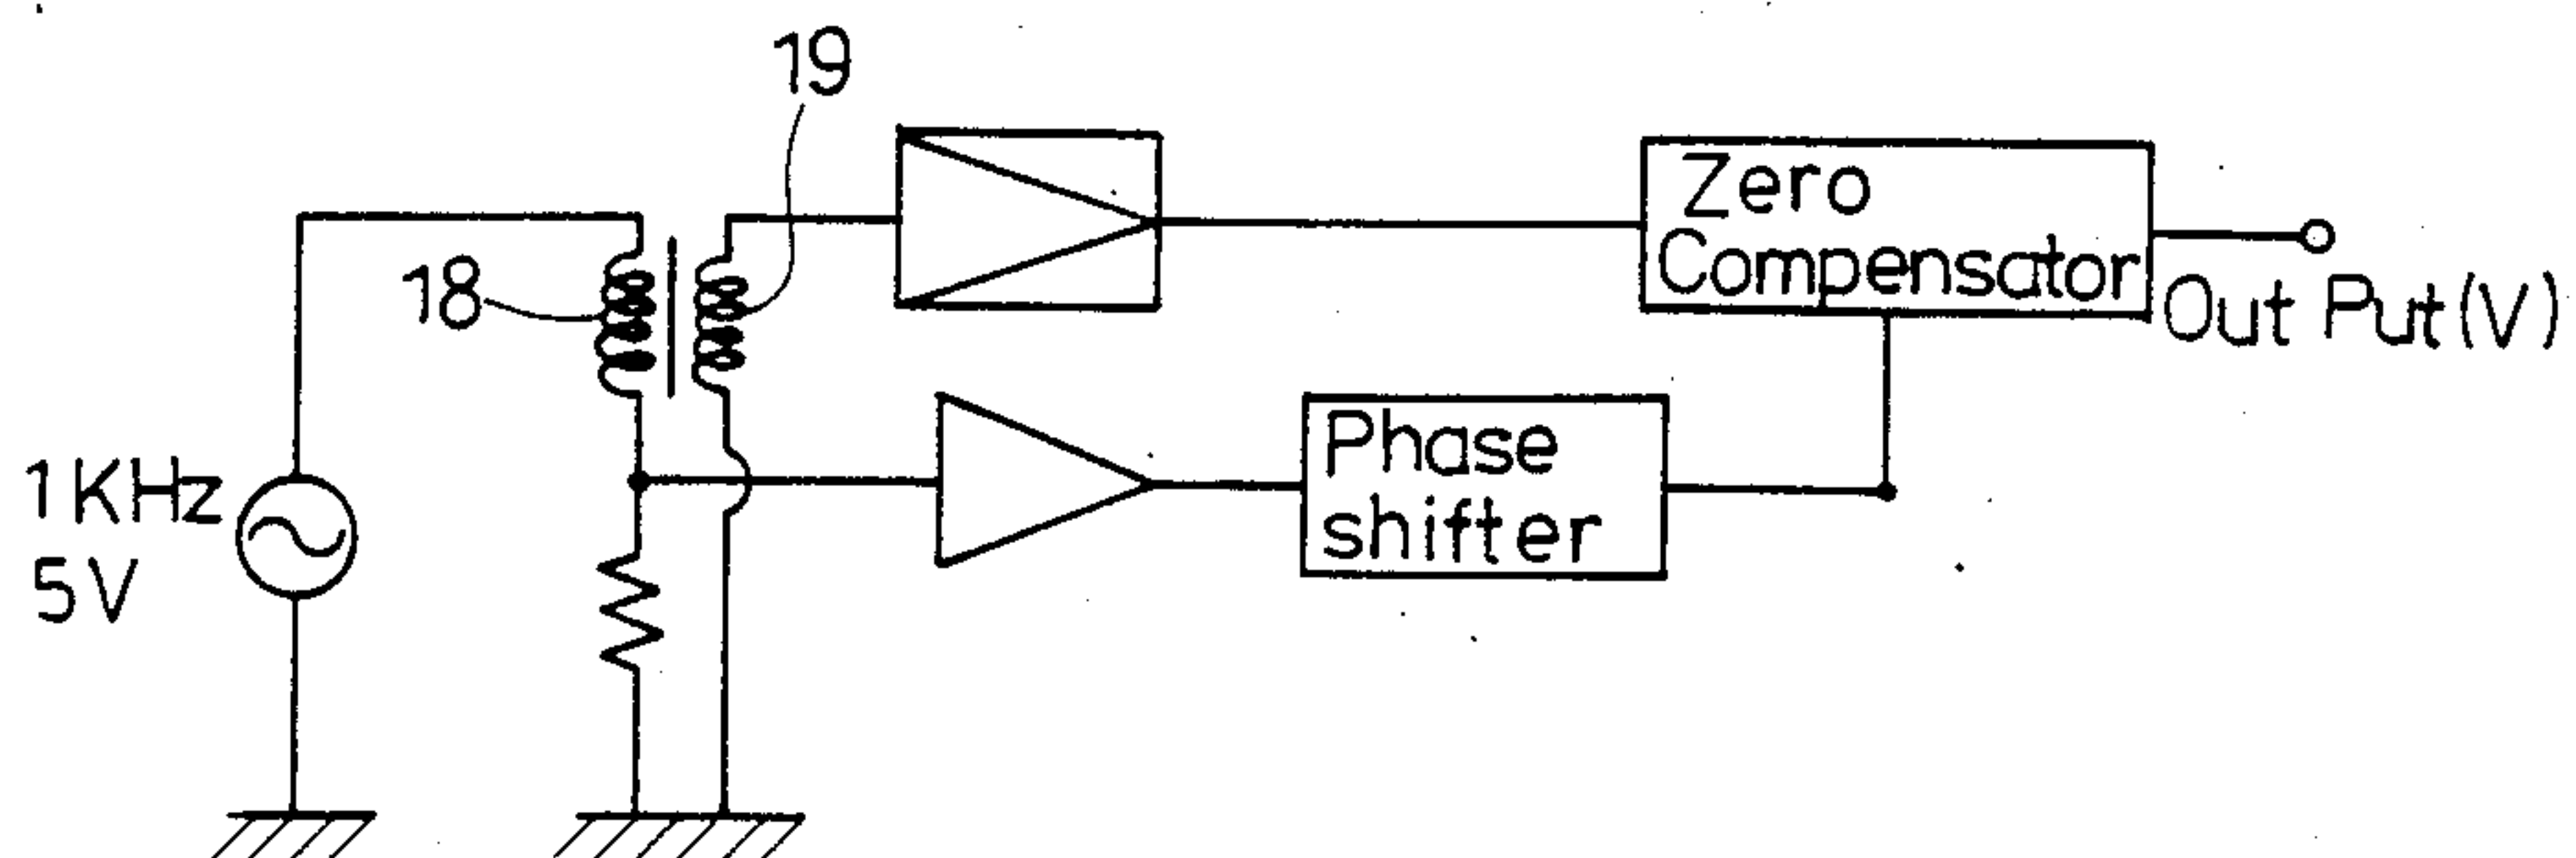 19
18
Zero
Compensator
Out Put (V)
1KHz
5V
Phase
shifter